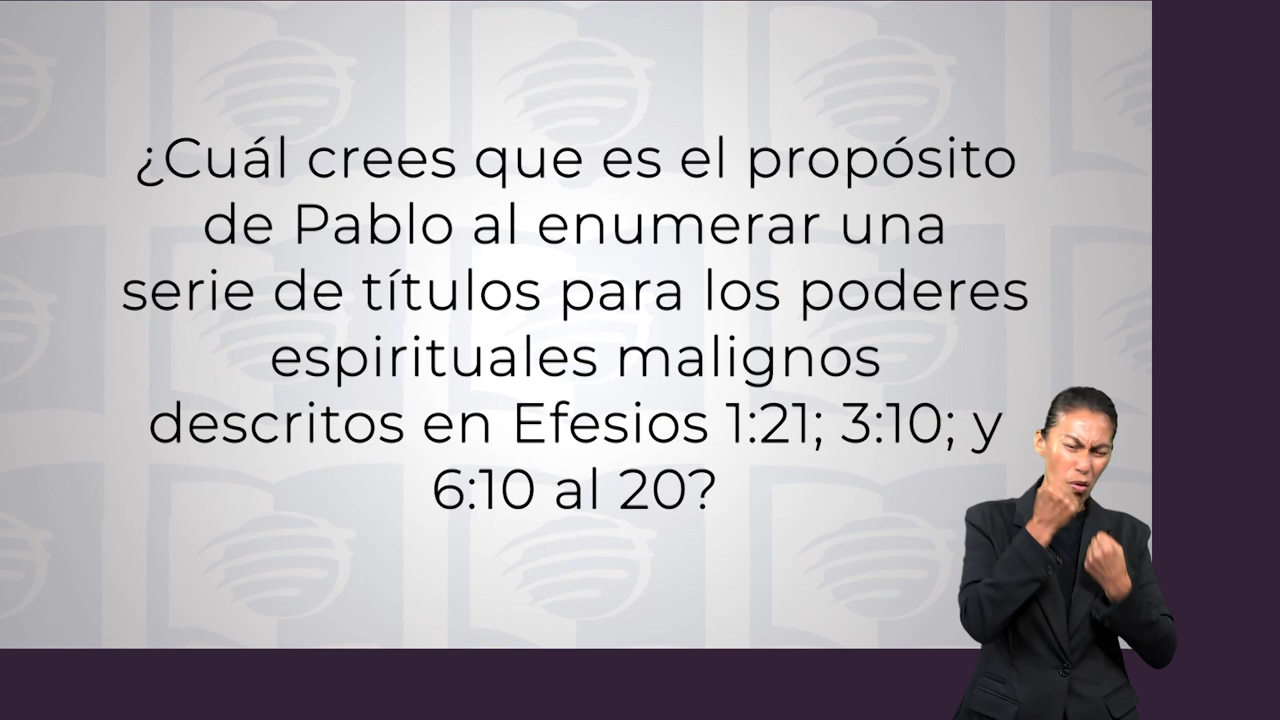 ¿Cuál crees que es el propósito
de Pablo al enumerar una
serie de títulos para los poderes
espirituales malignos
descritos en Efesios 1:21; 3:10; y
6:10 al 20?